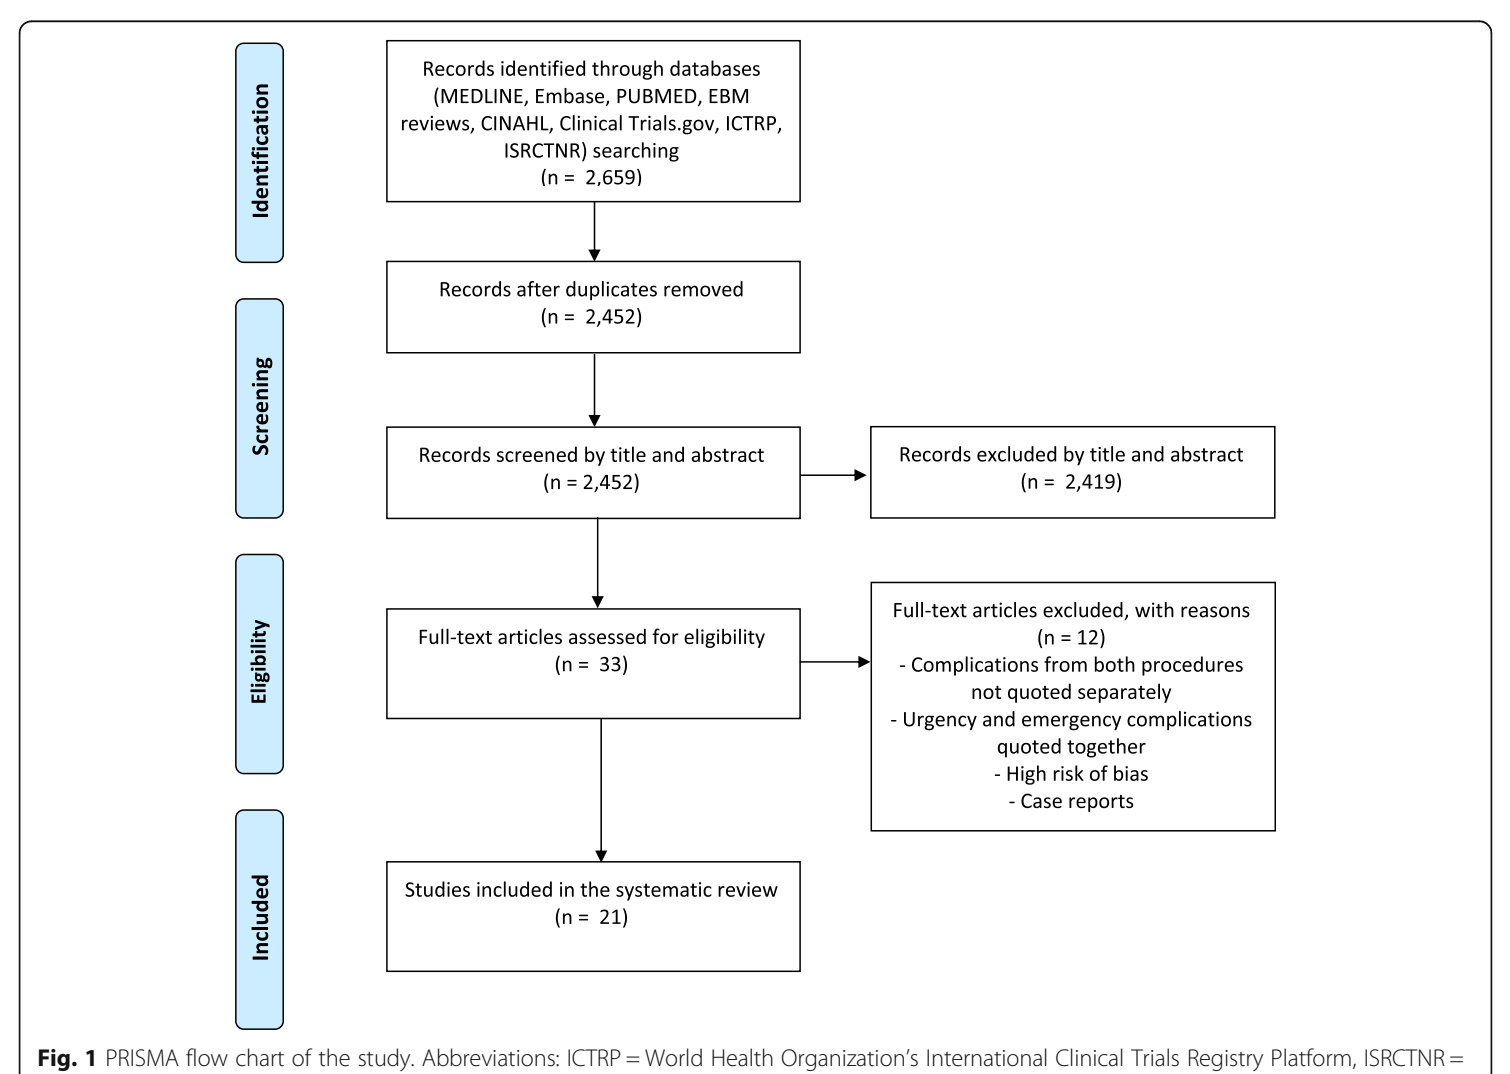 Identification
Records identified through databases
(MEDLINE, Embase, PUBMED, EBM
reviews, CINAHL, Clinical Trials.gov, ICTRP,
ISRCTNR) searching
(n = 2,659)
Records after duplicates removed
(n = 2,452)
Screening
Records screened by title and abstract
(n = 2,452)
Records excluded by title and abstract
(n = 2,419)
Eligibility
Full-text articles assessed for eligibility
(n = 33)
Full-text articles excluded, with reasons
(n = 12)
- Complications from both procedures
not quoted separately
- Urgency and emergency complications
quoted together
- High risk of bias
- Case reports
Included
Studies included in the systematic review
(n = 21)
Fig. 1 PRISMA flow chart of the study. Abbreviations: ICTRP = World Health Organization's International Clinical Trials Registry Platform, ISRCTNR =